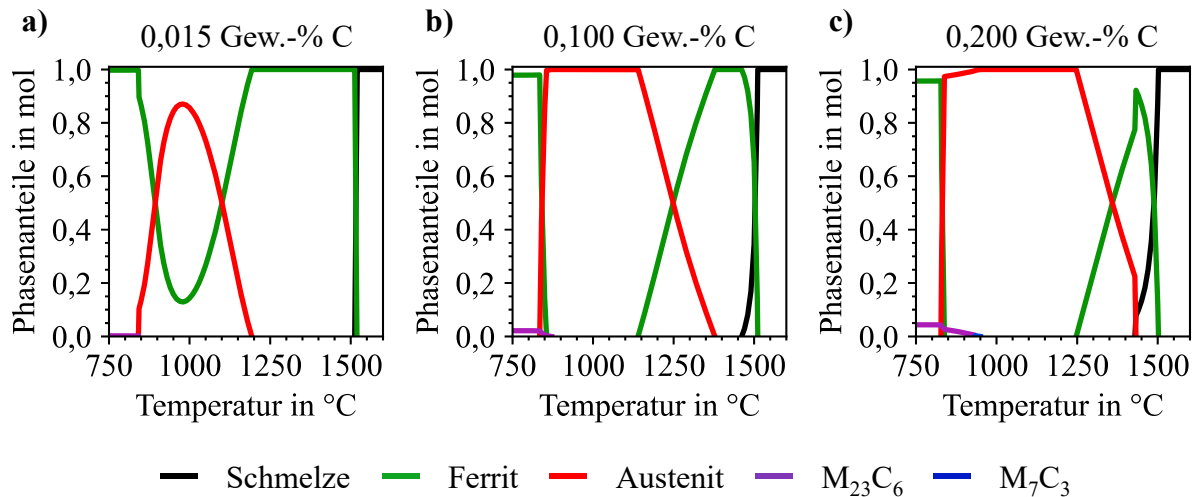 a)
0,015 Gew.-% C
b)
0,100 Gew.-% C
c)
0,200 Gew.-% C
Phasenanteile in mol
1,0
0,8
0,6
0,4
0,2
0,0
750
1000
1250
1500
Temperatur in °C
Phasenanteile in mol
1,0
0,8
0,6
0,4
0,2
0,0
750
1000
1250
1500
Temperatur in °C
Phasenanteile in mol
1,0
0,8
0,6
0,4
0,2
0,0
750
1000
1250
1500
Temperatur in °C
Schmelze
Ferrit
Austenit
M₂₃C₆
M₇C₃